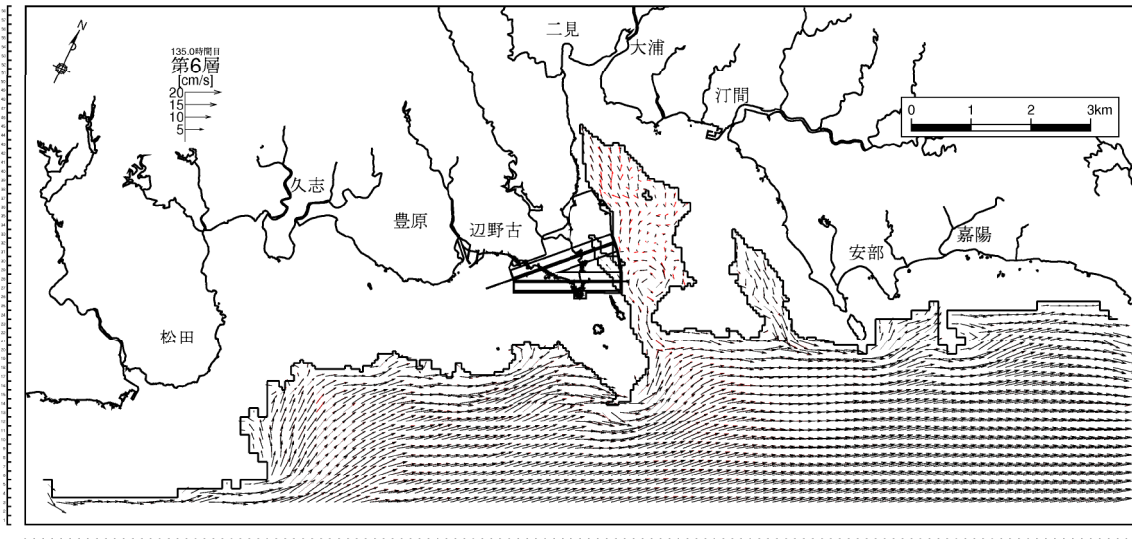 N
135.0時間目
第6層
[cm/s]
20
15
10
5
二見
大浦
汀間
0 1 2 3km
久志
豊原
辺野古
安部
嘉陽
松田